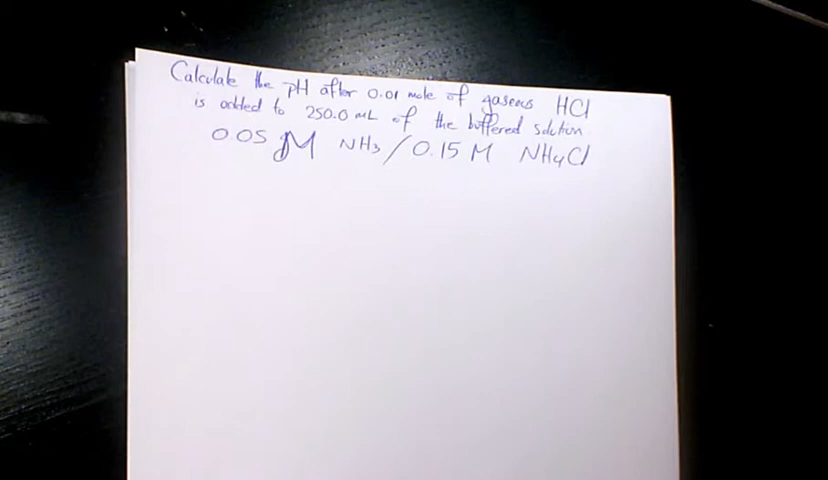 Calculate the pH after 0.01 mole of gaseous HCl
is added to 250.0 mL of the buffered solution
0.05 M NH3 / 0.15 M NH4Cl